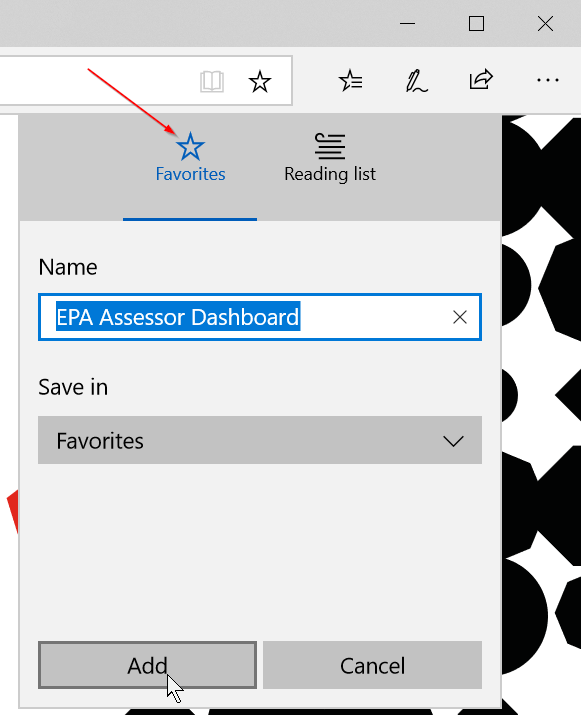 Favorites
Reading list
Name
EPA Assessor Dashboard
Save in
Favorites
Add
Cancel